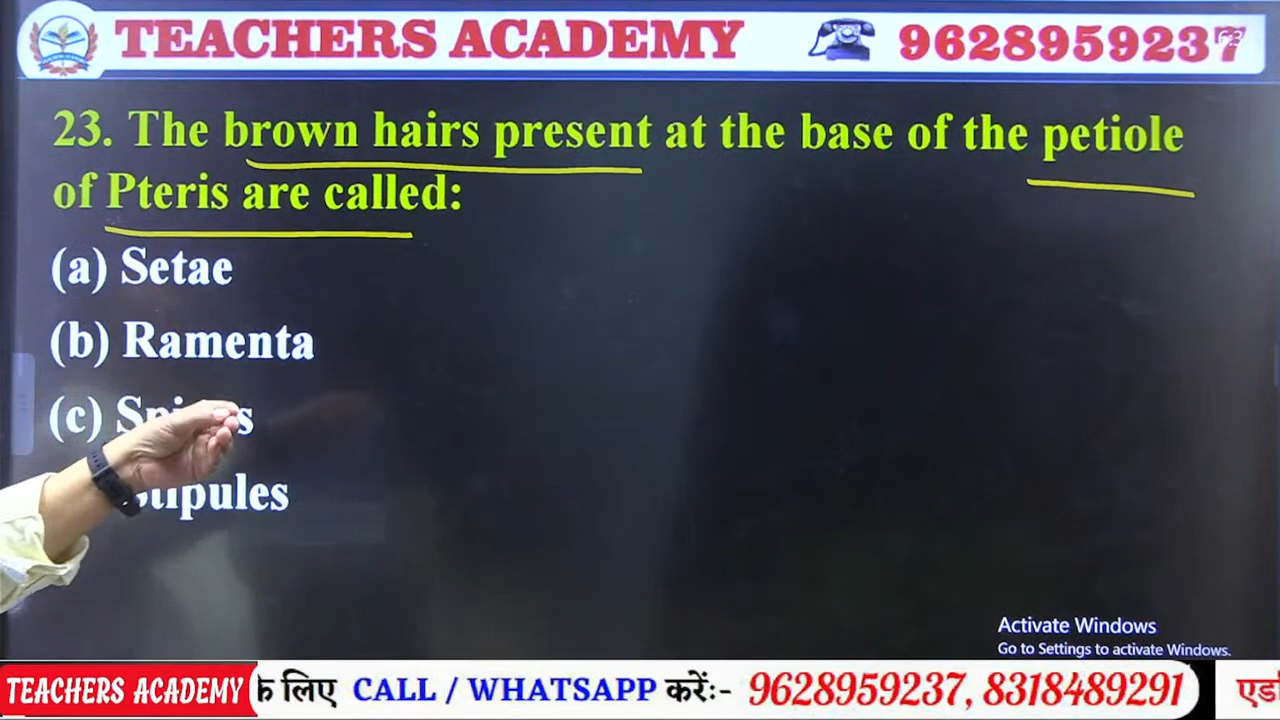 TEACHERS ACADEMY 9628959237
23. The brown hairs present at the base of the petiole
of Pteris are called:
(a) Setae
(b) Ramenta
(c)
Stipules
Activate Windows
Go to Settings to activate Windows.
TEACHERS ACADEMY के लिए CALL / WHATSAPP करें:- 9628959237, 8318489291